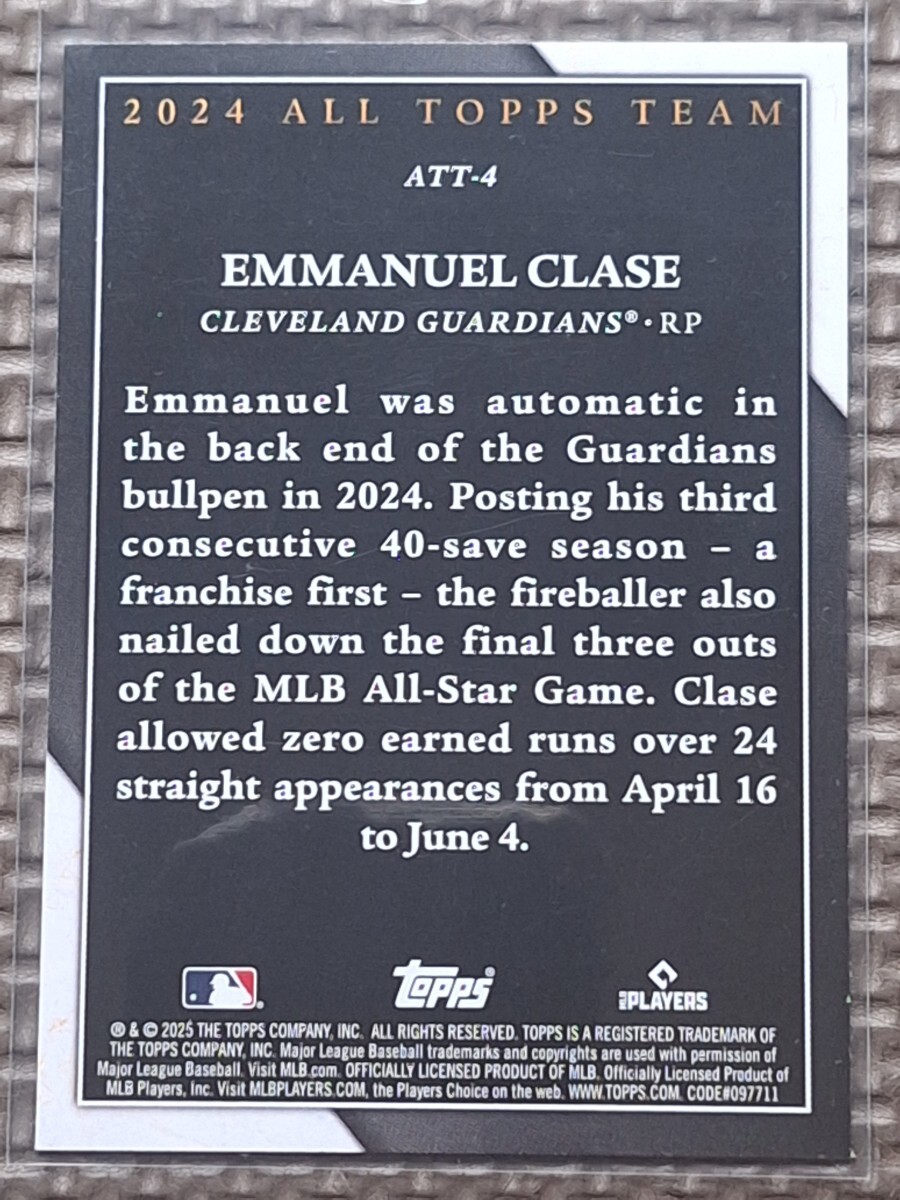 2024 ALL TOPPS TEAM
ATT-4
EMMANUEL CLASE
CLEVELAND GUARDIANS®·RP
Emmanuel was automatic in
the back end of the Guardians
bullpen in 2024. Posting his third
consecutive 40-save season – a
franchise first – the fireballer also
nailed down the final three outs
of the MLB All-Star Game. Clase
allowed zero earned runs over 24
straight appearances from April 16
to June 4.
Topps®
MLB PLAYERS
® & © 2025 THE TOPPS COMPANY, INC. ALL RIGHTS RESERVED. TOPPS IS A REGISTERED TRADEMARK OF
THE TOPPS COMPANY, INC. Major League Baseball trademarks and copyrights are used with permission of
Major League Baseball. Visit MLB.com. OFFICIALLY LICENSED PRODUCT OF MLB. Officially Licensed Product of
MLB Players, Inc. Visit MLBPLAYERS.COM, the Players Choice on the web. WWW.TOPPS.COM. CODE#097711